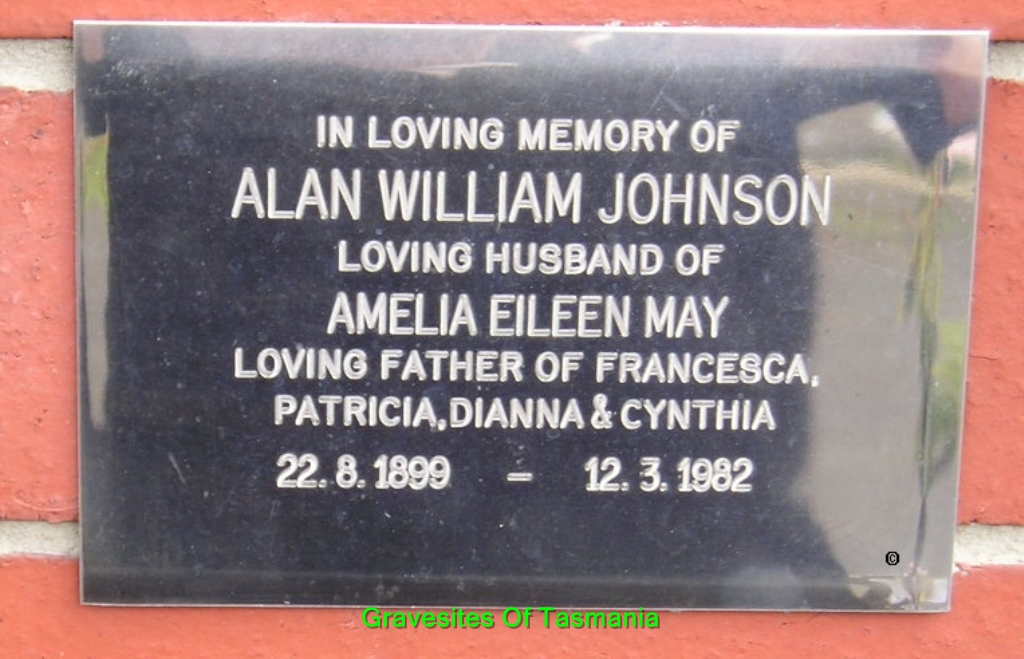 IN LOVING MEMORY OF
ALAN WILLIAM JOHNSON
LOVING HUSBAND OF
AMELIA EILEEN MAY
LOVING FATHER OF FRANCESCA,
PATRICIA, DIANNA & CYNTHIA
22. 8. 1899 – 12. 3. 1982
©
Gravesites Of Tasmania